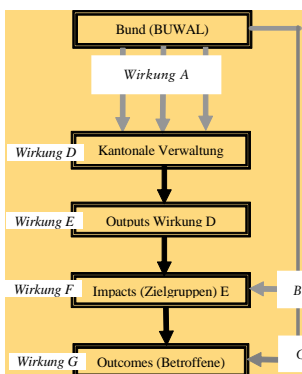 Bund (BUWAL)
Wirkung A
Wirkung D
Kantonale Verwaltung
Wirkung E
Outputs Wirkung D
Wirkung F
Impacts (Zielgruppen) E
B
Wirkung G
Outcomes (Betroffene)
C